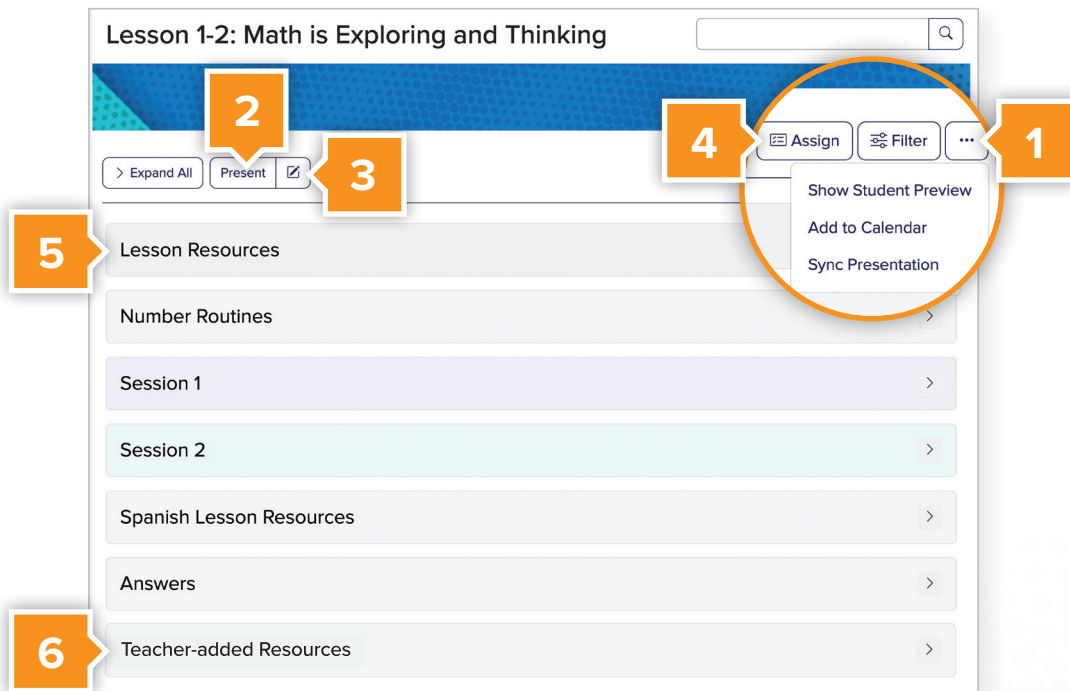 Lesson 1-2: Math is Exploring and Thinking
2
4
Assign
Filter
...
1
Expand All
Present
3
Show Student Preview
Add to Calendar
Sync Presentation
5
Lesson Resources
Number Routines
Session 1
Session 2
Spanish Lesson Resources
Answers
6
Teacher-added Resources